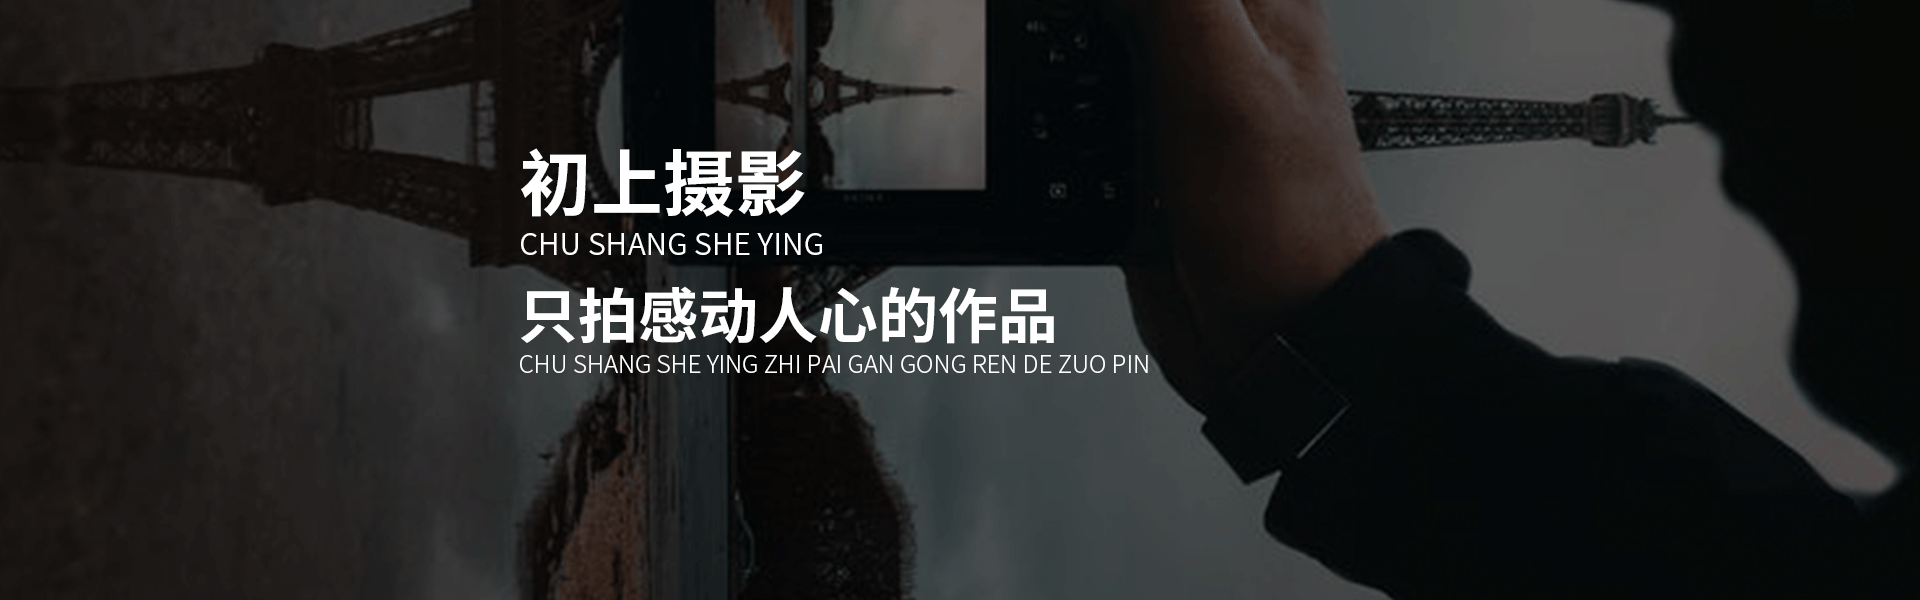 初上摄影
CHU SHANG SHE YING
只拍感动人心的作品
CHU SHANG SHE YING ZHI PAI GAN GONG REN DE ZUO PIN